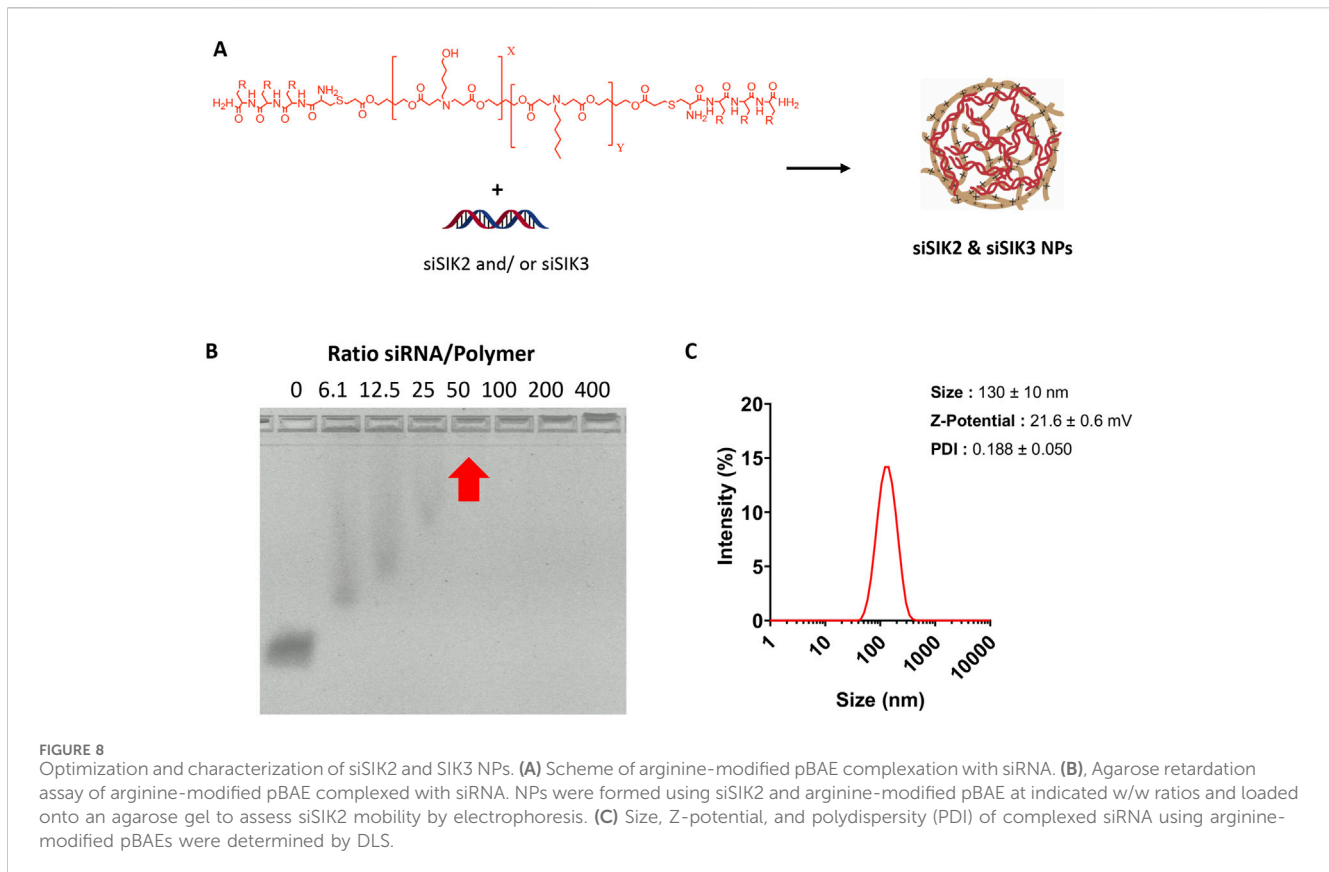 A
OH
X
R R R NH₂ O O O O O O O O R R R
H₂N N H N H N H S O O N O O N O O S NH₂ N H N H N H NH₂
O O O O Y
+
siSIK2 and/ or siSIK3
siSIK2 & siSIK3 NPs
B
Ratio siRNA/Polymer
0 6.1 12.5 25 50 100 200 400
C
Size : 130 ± 10 nm
Z-Potential : 21.6 ± 0.6 mV
PDI : 0.188 ± 0.050
Intensity (%)
20
15
10
5
0
1 10 100 1000 10000
Size (nm)
FIGURE 8
Optimization and characterization of siSIK2 and SIK3 NPs. (A) Scheme of arginine-modified pBAE complexation with siRNA. (B), Agarose retardation
assay of arginine-modified pBAE complexed with siRNA. NPs were formed using siSIK2 and arginine-modified pBAE at indicated w/w ratios and loaded
onto an agarose gel to assess siSIK2 mobility by electrophoresis. (C) Size, Z-potential, and polydispersity (PDI) of complexed siRNA using arginine-
modified pBAEs were determined by DLS.